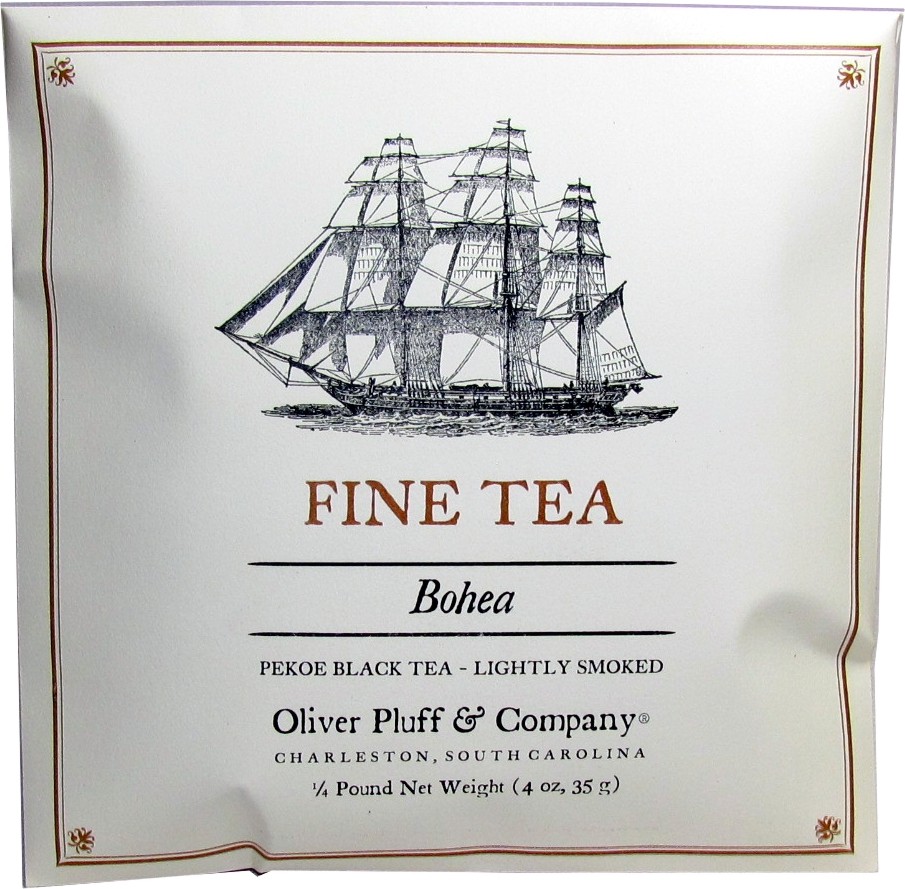 FINE TEA
Bohea
PEKOE BLACK TEA - LIGHTLY SMOKED
Oliver Pluff & Company®
CHARLESTON, SOUTH CAROLINA
¼ Pound Net Weight (4 oz, 35 g)